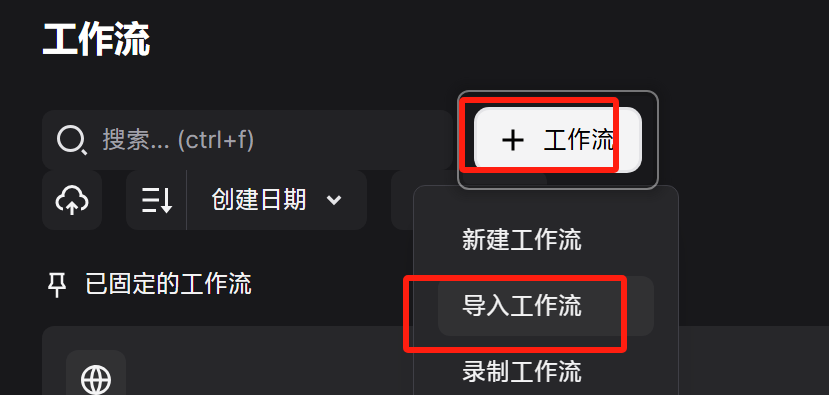 工作流
搜索... (ctrl+f)
工作流
创建日期
新建工作流
已固定的工作流
导入工作流
录制工作流